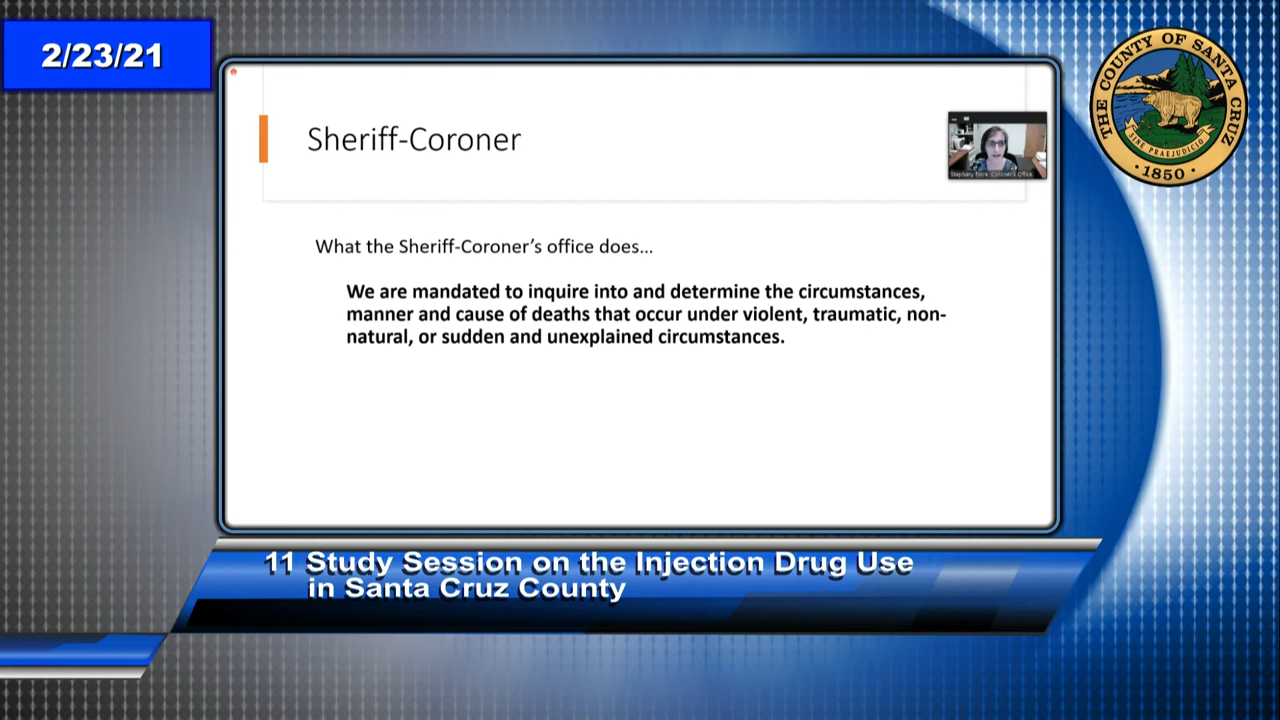 2/23/21
THE COUNTY OF SANTA CRUZ
SINE PRAEJUDICIO
• 1850 •
Sheriff-Coroner
What the Sheriff-Coroner's office does...
We are mandated to inquire into and determine the circumstances,
manner and cause of deaths that occur under violent, traumatic, non-
natural, or sudden and unexplained circumstances.
11 Study Session on the Injection Drug Use
in Santa Cruz County